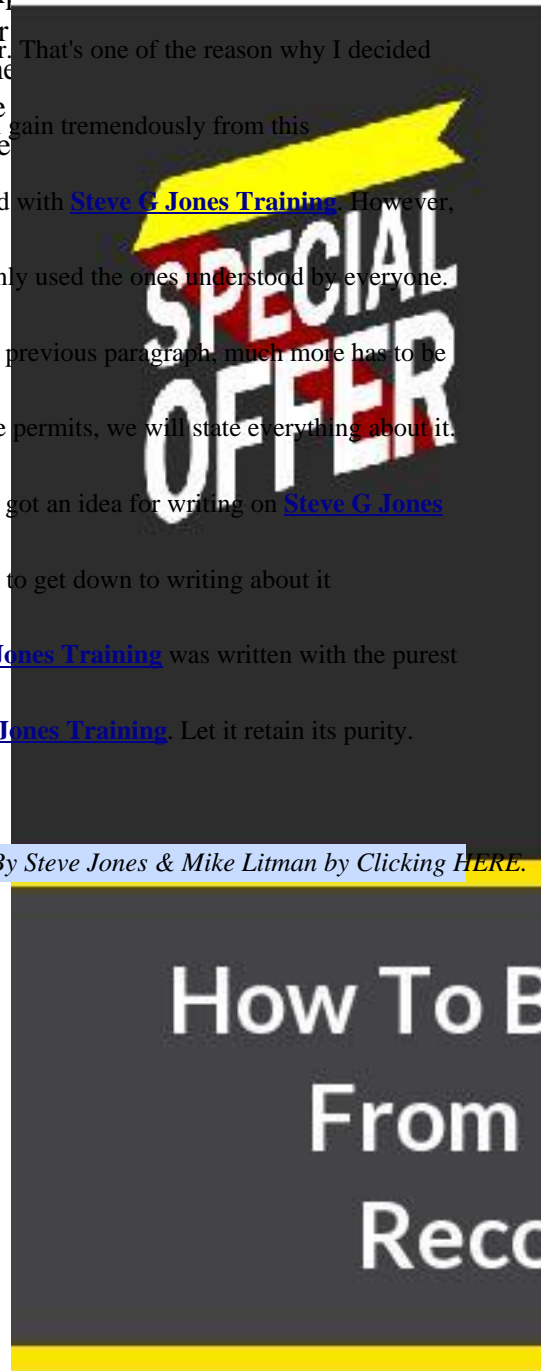 r. That's one of the reason why I decided
gain tremendously from this
d with Steve G Jones Training. However,
nly used the ones understood by everyone.
previous paragraph, much more has to be
e permits, we will state everything about it.
got an idea for writing on Steve G Jones
to get down to writing about it
Jones Training was written with the purest
Jones Training. Let it retain its purity.
SPECIAL
OFFER
By Steve Jones & Mike Litman by Clicking HERE.
How To B
From
Reco